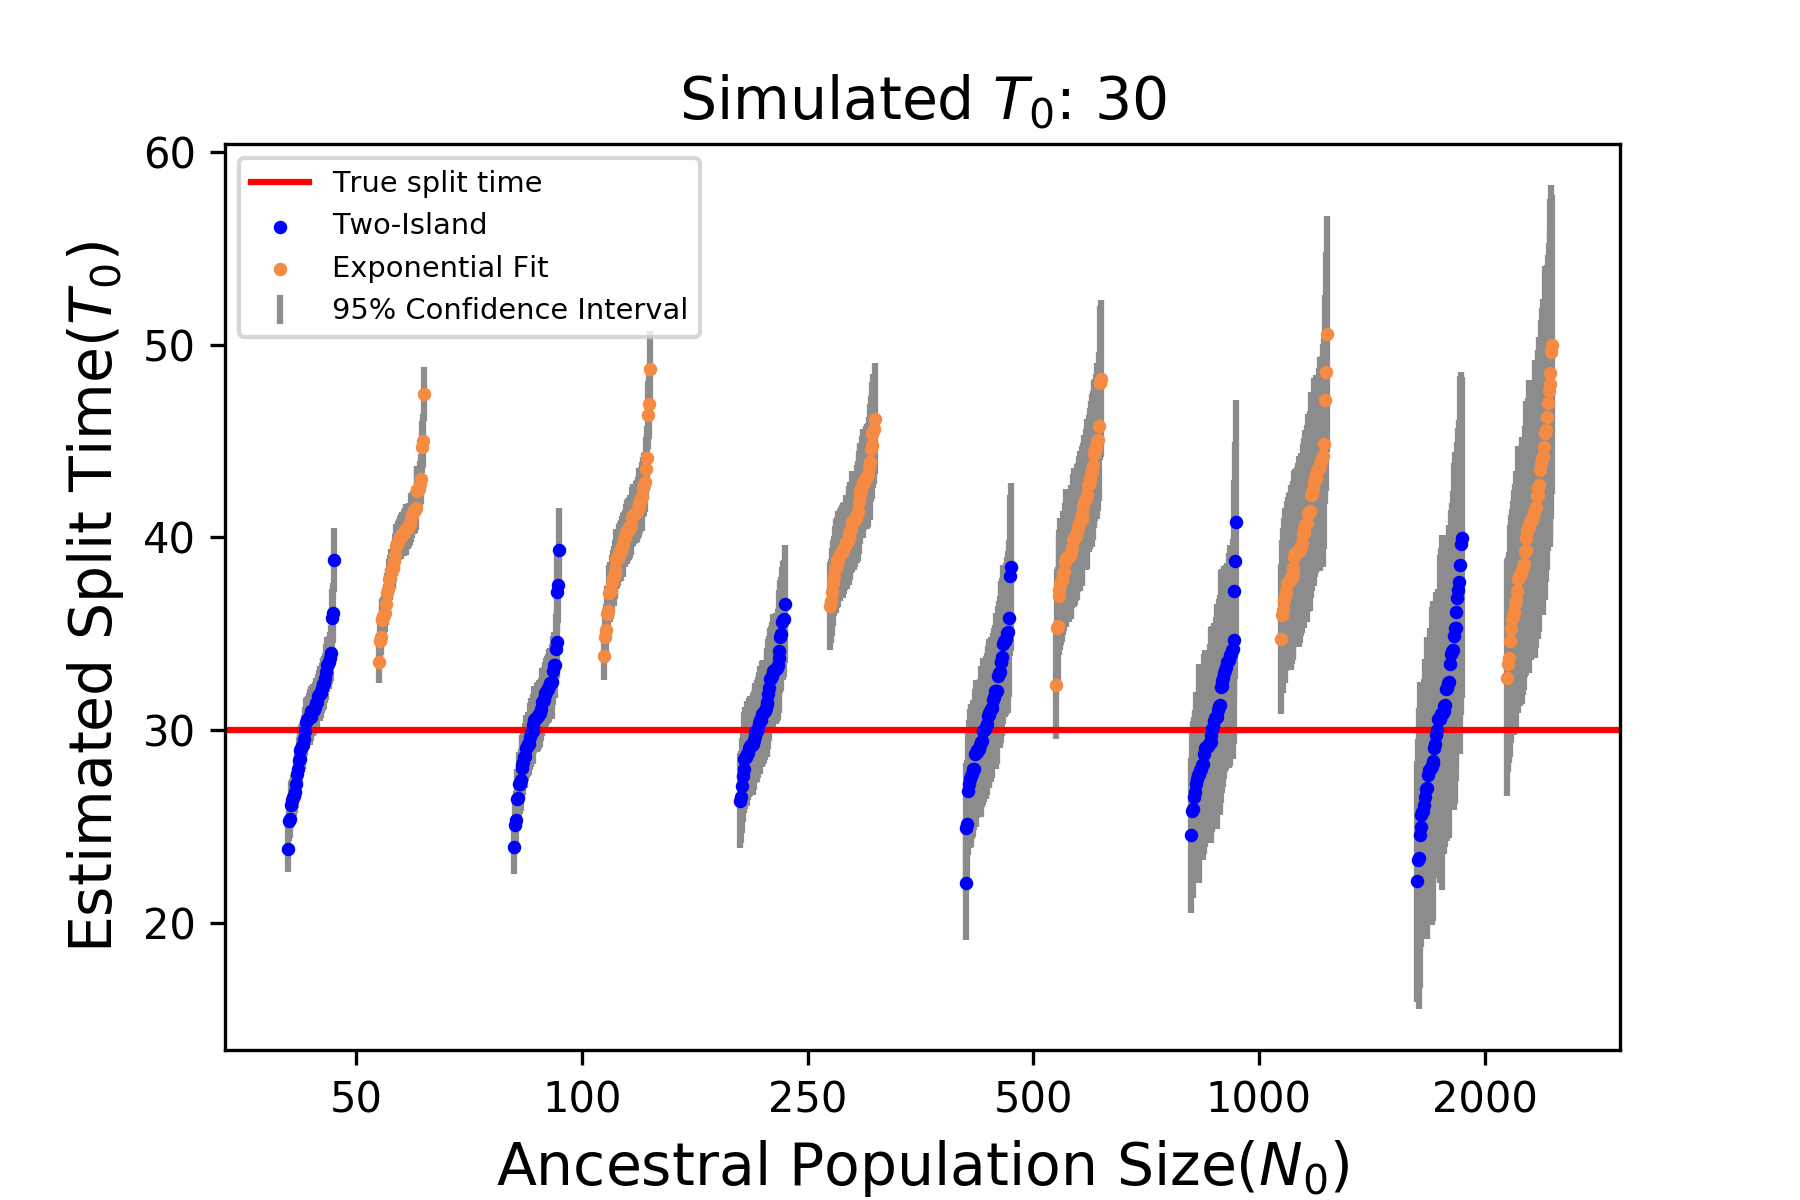 Simulated T₀: 30
Estimated Split Time(T₀)
60
50
40
30
20
True split time
Two-Island
Exponential Fit
95% Confidence Interval
50 100 250 500 1000 2000
Ancestral Population Size(N₀)